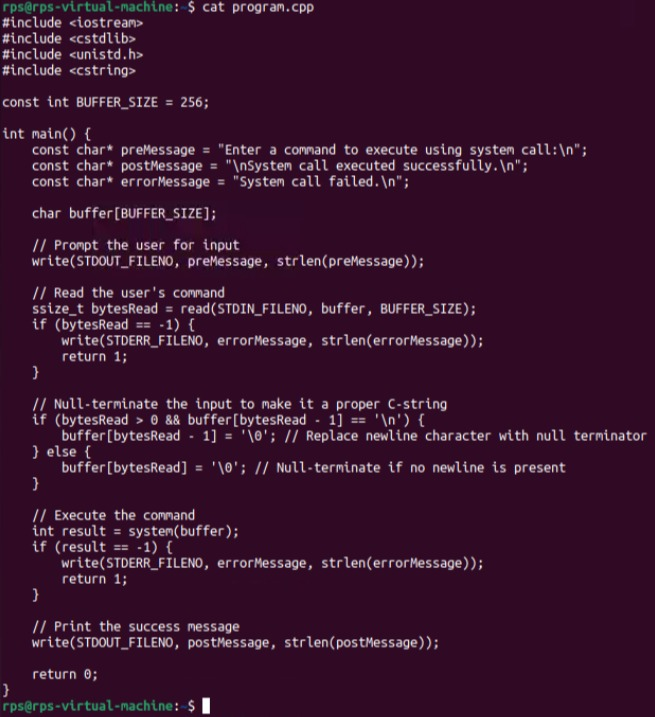 rps@rps-virtual-machine: $ cat program.cpp
#include <iostream>
#include <cstdlib>
#include <unistd.h>
#include <cstring>

const int BUFFER_SIZE = 256;

int main() {
    const char* preMessage = "Enter a command to execute using system call:\n";
    const char* postMessage = "\nSystem call executed successfully.\n";
    const char* errorMessage = "System call failed.\n";

    char buffer[BUFFER_SIZE];

    // Prompt the user for input
    write(STDOUT_FILENO, preMessage, strlen(preMessage));

    // Read the user's command
    ssize_t bytesRead = read(STDIN_FILENO, buffer, BUFFER_SIZE);
    if (bytesRead == -1) {
        write(STDERR_FILENO, errorMessage, strlen(errorMessage));
        return 1;
    }

    // Null-terminate the input to make it a proper C-string
    if (bytesRead > 0 && buffer[bytesRead - 1] == '\n') {
        buffer[bytesRead - 1] = '\0'; // Replace newline character with null terminator
    } else {
        buffer[bytesRead] = '\0'; // Null-terminate if no newline is present
    }

    // Execute the command
    int result = system(buffer);
    if (result == -1) {
        write(STDERR_FILENO, errorMessage, strlen(errorMessage));
        return 1;
    }

    // Print the success message
    write(STDOUT_FILENO, postMessage, strlen(postMessage));

    return 0;
}
rps@rps-virtual-machine: $